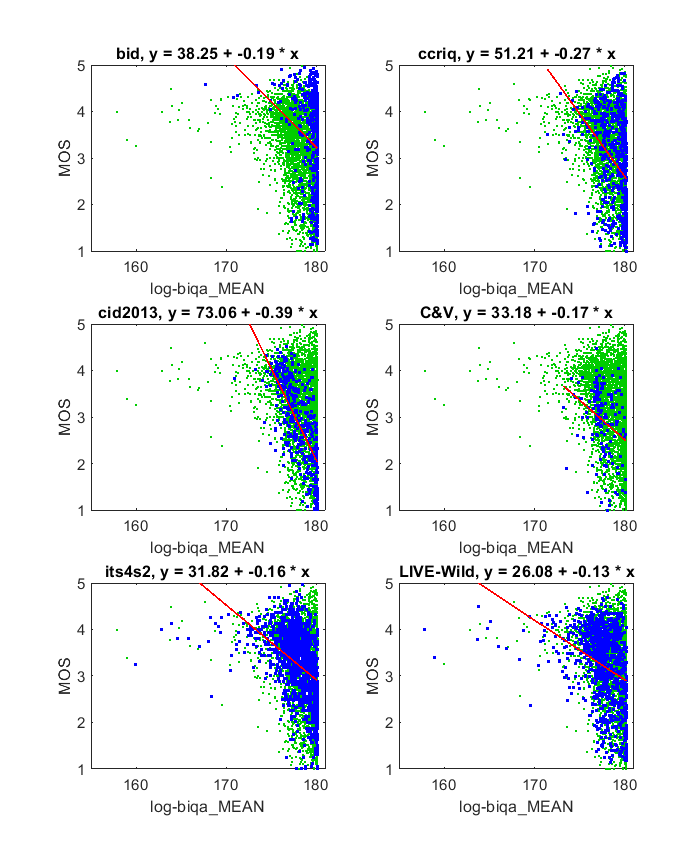 bid, y = 38.25 + -0.19 * x
5
4
3
2
1
MOS
160
170
180
log-biqa_MEAN
ccriq, y = 51.21 + -0.27 * x
5
4
3
2
1
MOS
160
170
180
log-biqa_MEAN
cid2013, y = 73.06 + -0.39 * x
5
4
3
2
1
MOS
160
170
180
log-biqa_MEAN
C&V, y = 33.18 + -0.17 * x
5
4
3
2
1
MOS
160
170
180
log-biqa_MEAN
its4s2, y = 31.82 + -0.16 * x
5
4
3
2
1
MOS
160
170
180
log-biqa_MEAN
LIVE-Wild, y = 26.08 + -0.13 * x
5
4
3
2
1
MOS
160
170
180
log-biqa_MEAN